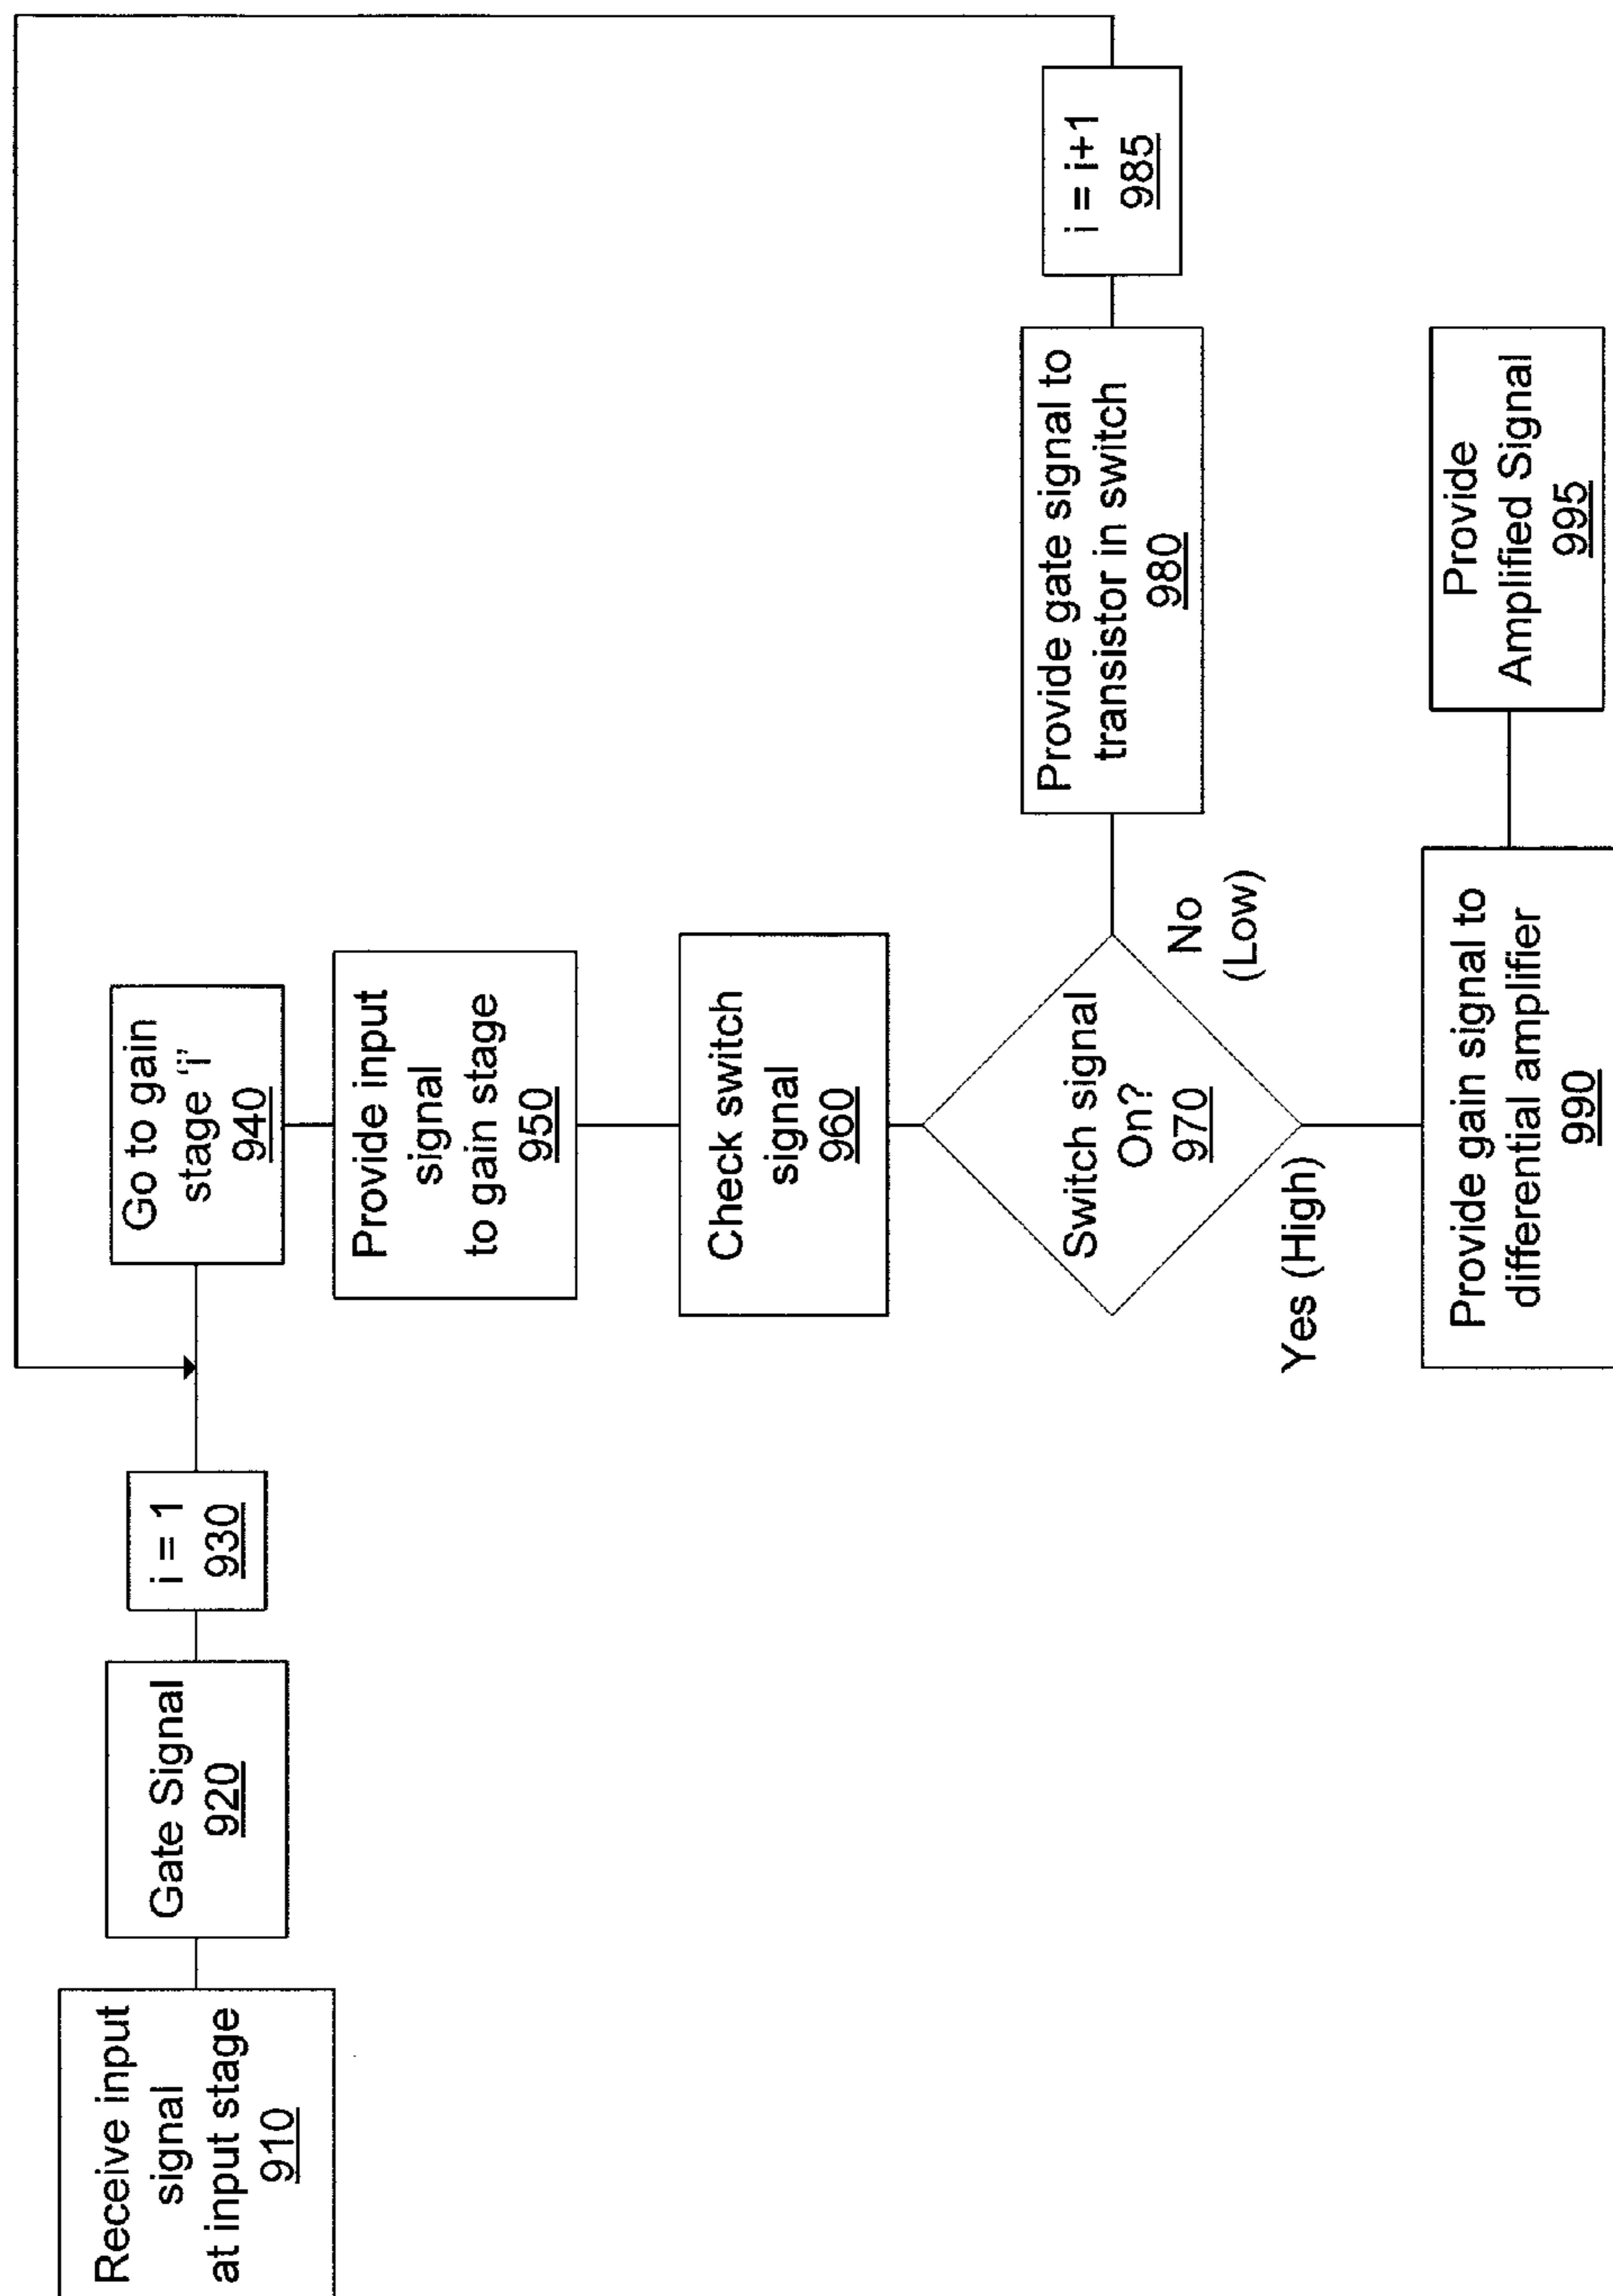 Receive input
signal
at input stage
910
Gate Signal
920
i = 1
930
Go to gain
stage ‘i’
940
Provide input
signal
to gain stage
950
Check switch
signal
960
Switch signal
On?
970
No
(Low)
Provide gate signal to
transistor in switch
980
i = i+1
985
Yes (High)
Provide gain signal to
differential amplifier
990
Provide
Amplified Signal
995